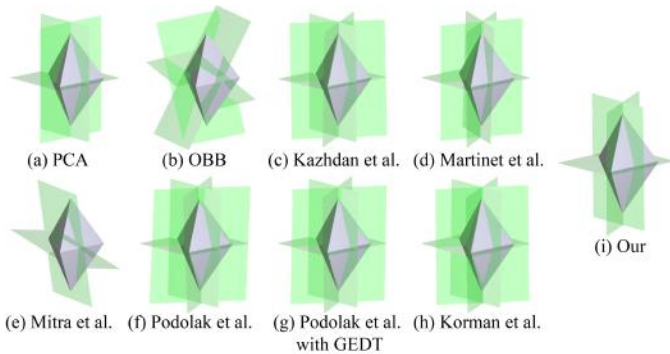 (a) PCA
(b) OBB
(c) Kazhdan et al.
(d) Martinet et al.
(i) Our
(e) Mitra et al.
(f) Podolak et al.
(g) Podolak et al.
with GEDT
(h) Korman et al.